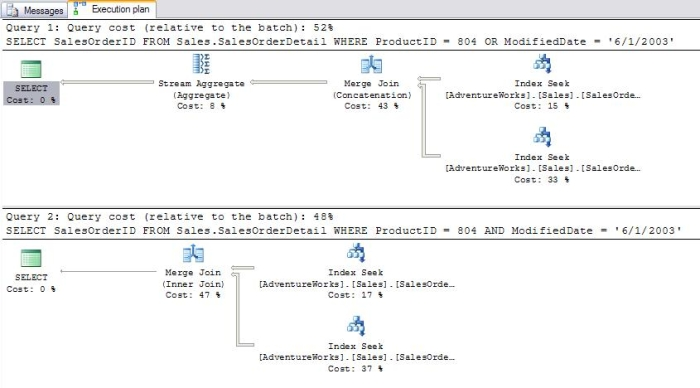 Messages Execution plan
Query 1: Query cost (relative to the batch): 52%
SELECT SalesOrderID FROM Sales.SalesOrderDetail WHERE ProductID = 804 OR ModifiedDate = '6/1/2003'
SELECT
Cost: 0 %
Stream Aggregate
(Aggregate)
Cost: 8 %
Merge Join
(Concatenation)
Cost: 43 %
Index Seek
[AdventureWorks].[Sales].[SalesOrde…
Cost: 15 %
Index Seek
[AdventureWorks].[Sales].[SalesOrde…
Cost: 33 %
Query 2: Query cost (relative to the batch): 48%
SELECT SalesOrderID FROM Sales.SalesOrderDetail WHERE ProductID = 804 AND ModifiedDate = '6/1/2003'
SELECT
Cost: 0 %
Merge Join
(Inner Join)
Cost: 47 %
Index Seek
[AdventureWorks].[Sales].[SalesOrde…
Cost: 17 %
Index Seek
[AdventureWorks].[Sales].[SalesOrde…
Cost: 37 %